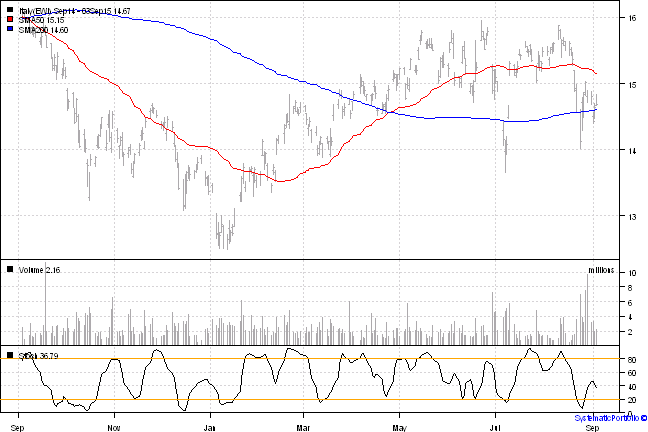 Italy(EWI) Sep14 - 03Sep15 14.67
SMA50 15.15
SMA200 14.60
16
15
14
13
Volume 2.16
millions
10
8
6
4
2
Stoch 36.79
80
60
40
20
0
Sep Nov Jan Mar May Jul Sep
SystematicPortfolio ©